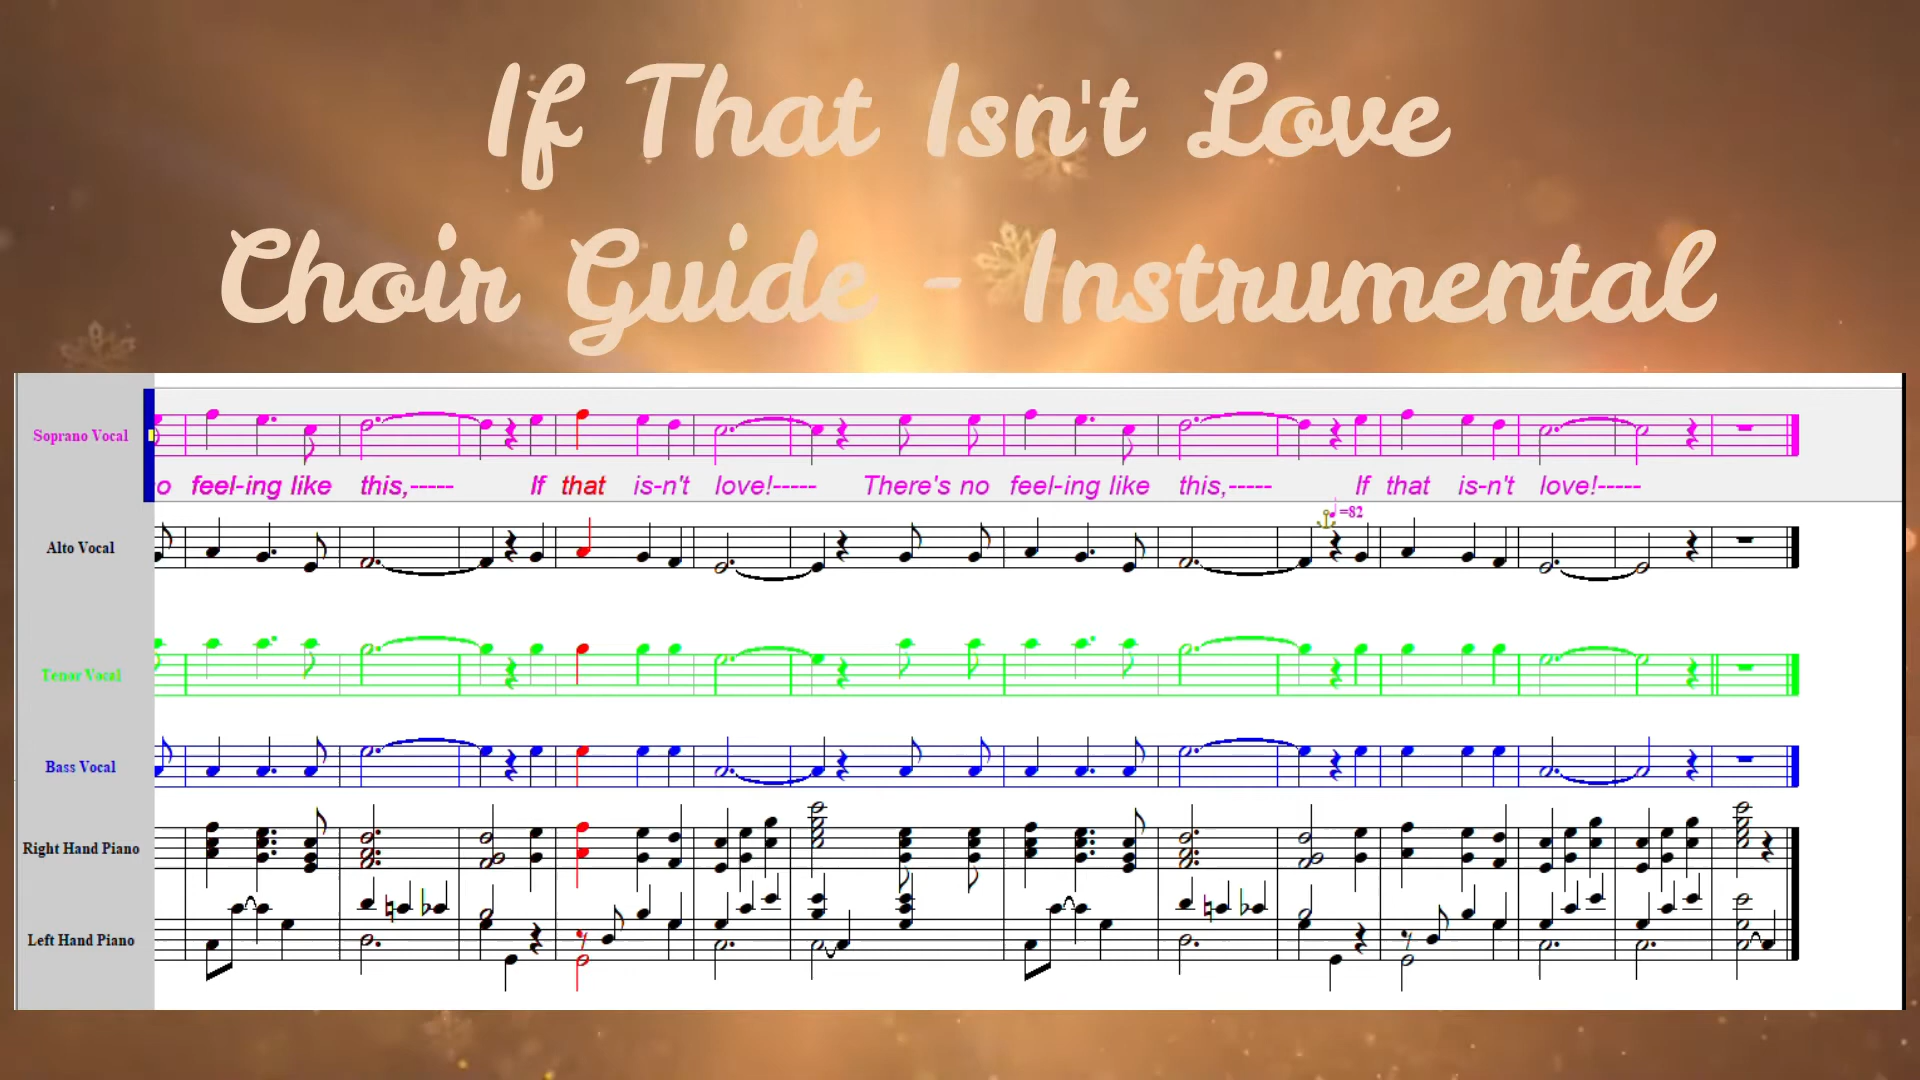 If That Isn't Love
Choir Guide - Instrumental
Soprano Vocal
o feel-ing like this,----- If that is-n't love!----- There's no feel-ing like this,----- If that is-n't love!-----
=82
Alto Vocal
Tenor Vocal
Bass Vocal
Right Hand Piano
Left Hand Piano